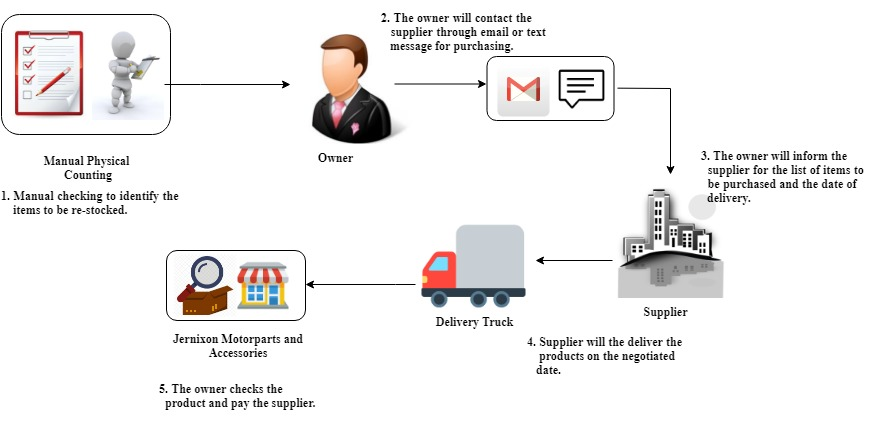 2. The owner will contact the
supplier through email or text
message for purchasing.
Manual Physical
Counting
1. Manual checking to identify the
items to be re-stocked.
Owner
3. The owner will inform the
supplier for the list of items to
be purchased and the date of
delivery.
Supplier
Delivery Truck
4. Supplier will the deliver the
products on the negotiated
date.
Jernixon Motorparts and
Accessories
5. The owner checks the
product and pay the supplier.